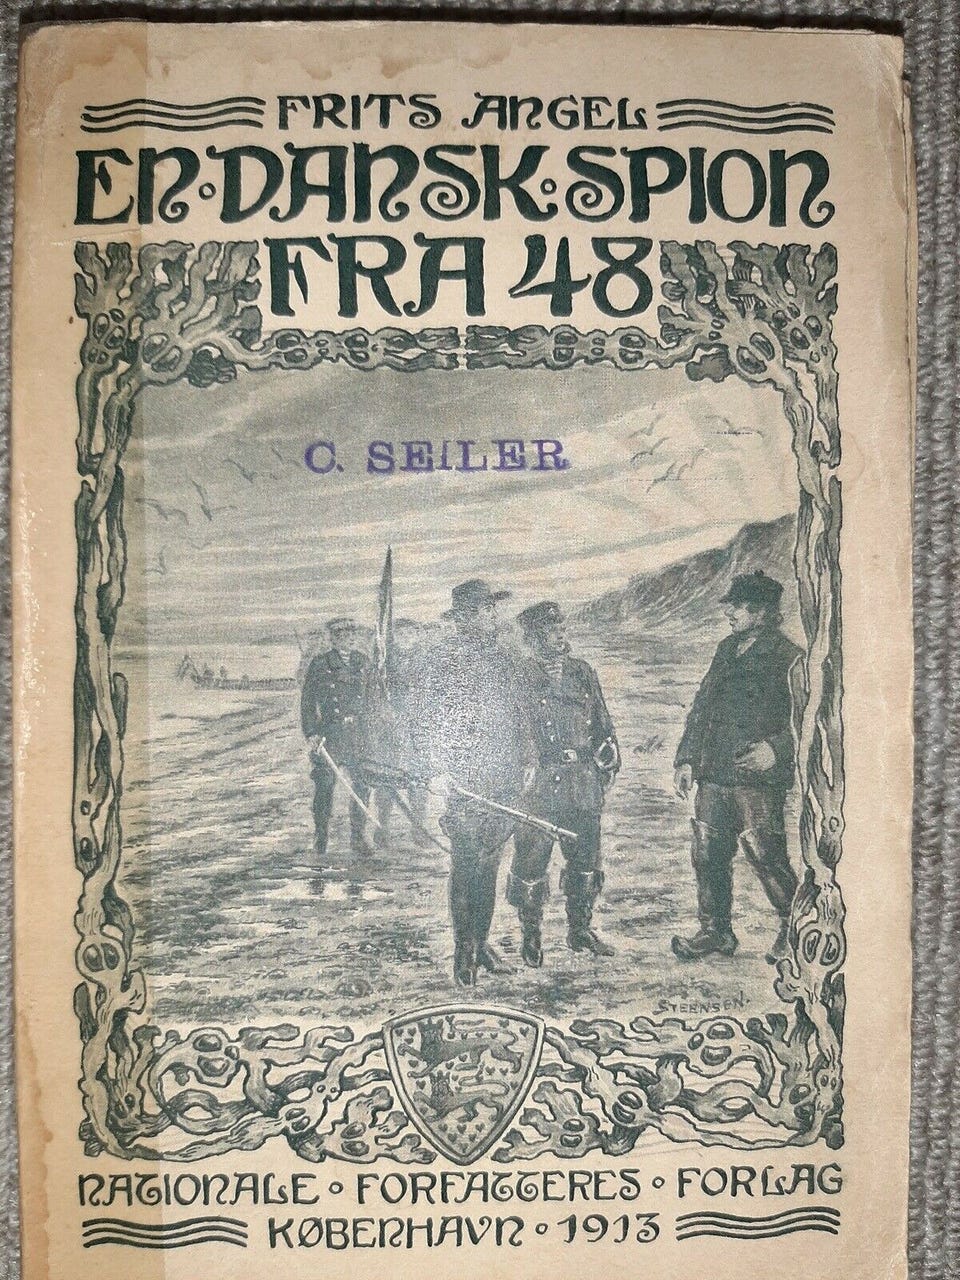 FRITS ANGEL
EN·DANSK:SPION
FRA 48
C. SEILER
STEENSEN.
NATIONALE · FORFATTERES · FORLAG
KØBENHAVN · 1913